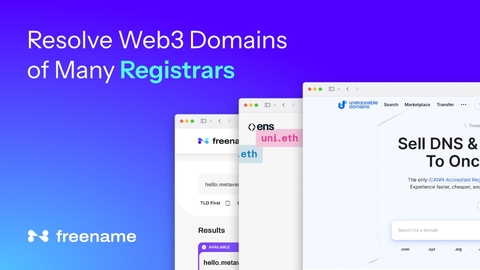 Resolve Web3 Domains
of Many Registrars
freename
hello.metave
TLD First
Results
AVAILABLE
hello.metav
ens
uni.eth
.eth
unstoppable
domains
Search Marketplace Transfer
Sell DNS &
To Onc
The only ICANN-Accredited Reg
Experience faster, cheaper, and
Search for a domain
.com .xyz .org
freename